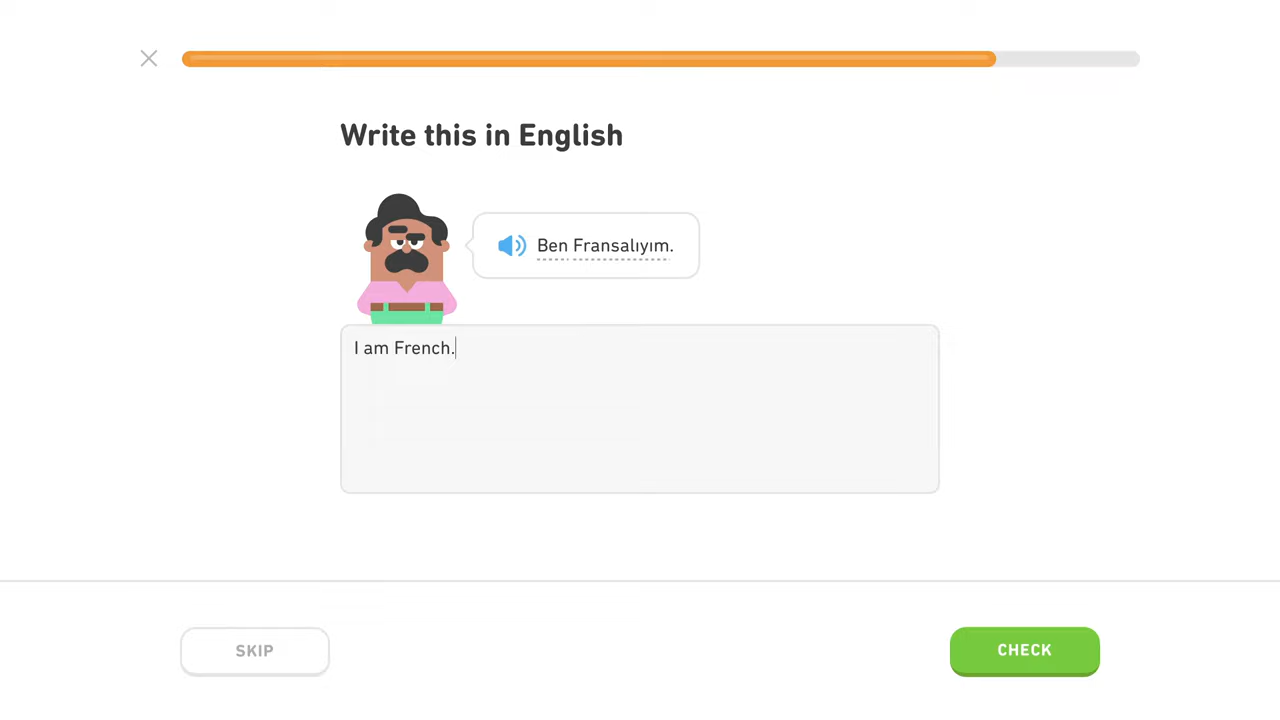 Write this in English
Ben Fransalıyım.
I am French.
SKIP
CHECK